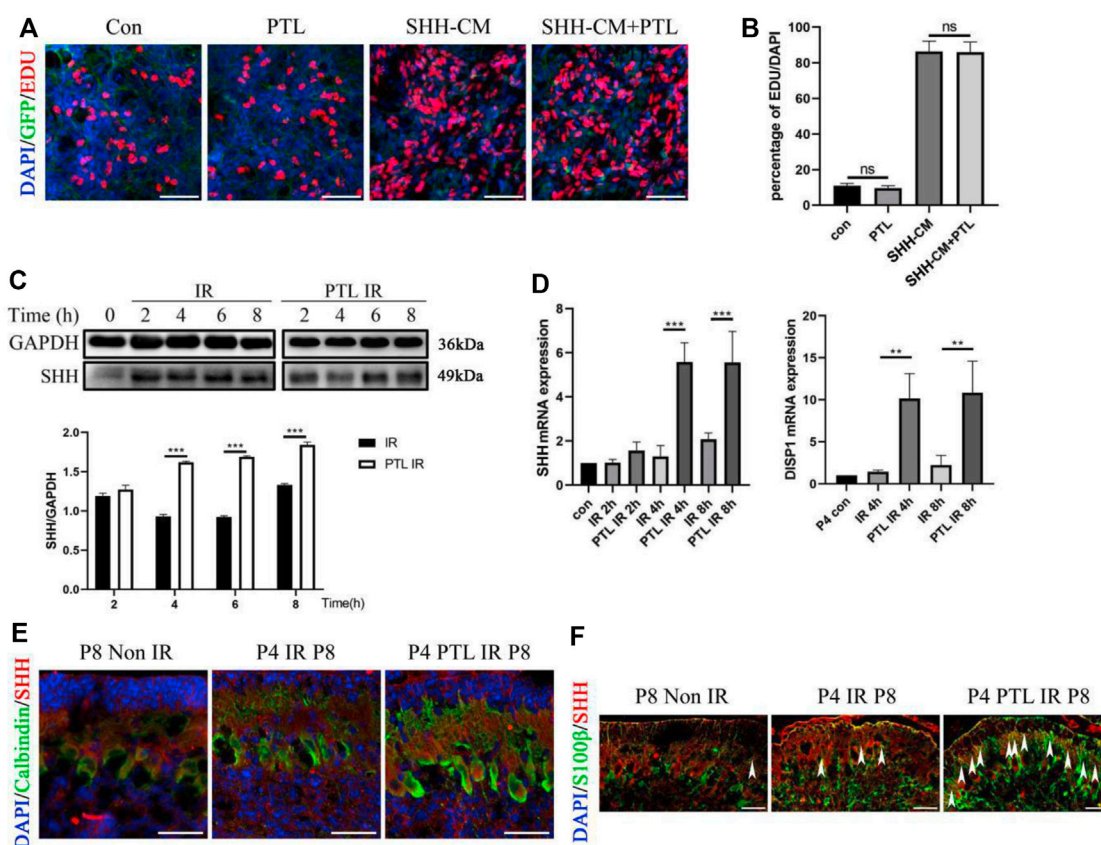 A
Con
PTL
SHH-CM
SHH-CM+PTL
DAPI/GFP/EDU
B
percentage of EDU/DAPI
100
80
60
40
20
0
ns
ns
con
PTL
SHH-CM
SHH-CM+PTL
C
IR
PTL IR
Time (h)
0
2
4
6
8
2
4
6
8
GAPDH
36kDa
SHH
49kDa
SHH/GAPDH
2.0
1.5
1.0
0.5
0.0
***
***
***
IR
PTL IR
2
4
6
8
Time(h)
D
SHH mRNA expression
8
6
4
2
0
***
***
con
IR 2h
PTL IR 2h
IR 4h
PTL IR 4h
IR 8h
PTL IR 8h
DISP1 mRNA expression
20
15
10
5
0
**
**
P4 con
IR 4h
PTL IR 4h
IR 8h
PTL IR 8h
E
P8 Non IR
P4 IR P8
P4 PTL IR P8
DAPI/Calbindin/SHH
F
P8 Non IR
P4 IR P8
P4 PTL IR P8
DAPI/S100β/SHH